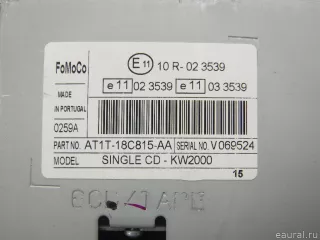 FoMoCo
E 11 10 R- 02 3539
e 11 02 3539 e 11 03 3539
MADE
IN PORTUGAL
0259A
PART NO. AT1T-18C815-AA SERIAL NO. V069524
MODEL SINGLE CD - KW2000
15
eaural.ru